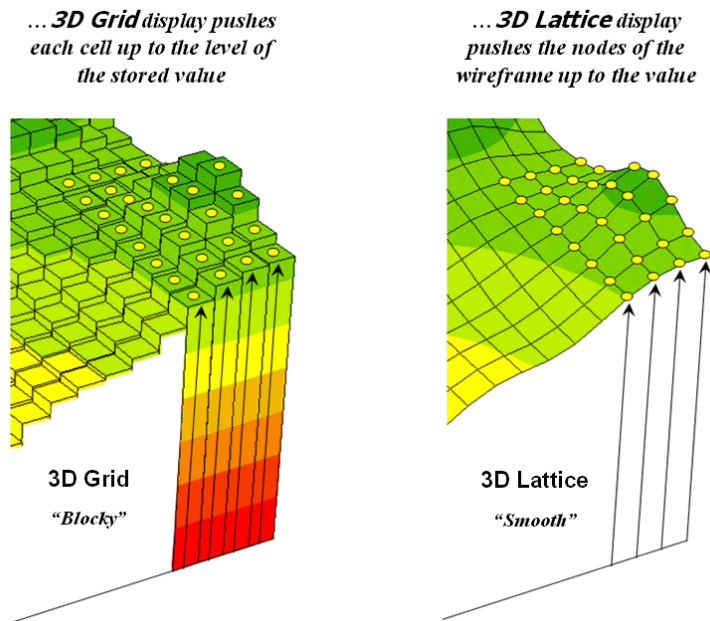 ... 3D Grid display pushes
each cell up to the level of
the stored value
... 3D Lattice display
pushes the nodes of the
wireframe up to the value
3D Grid
“Blocky”
3D Lattice
“Smooth”